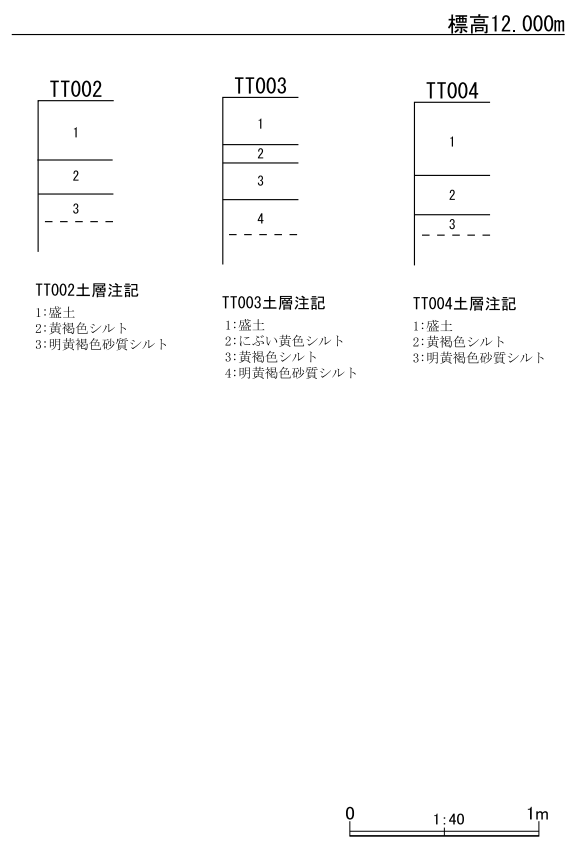 標高12.000m
TT002
1
2
3
TT003
1
2
3
4
TT004
1
2
3
TT002土層注記
1:盛土
2:黄褐色シルト
3:明黄褐色砂質シルト
TT003土層注記
1:盛土
2:にぶい黄色シルト
3:黄褐色シルト
4:明黄褐色砂質シルト
TT004土層注記
1:盛土
2:黄褐色シルト
3:明黄褐色砂質シルト
0 1:40 1m